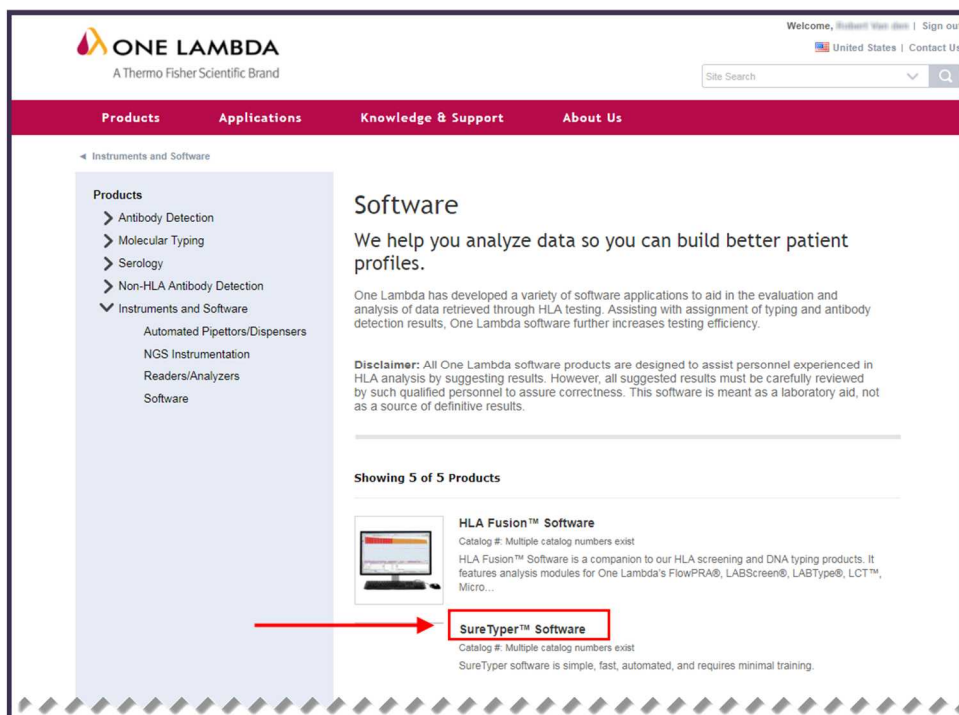 Welcome, | Sign out
ONE LAMBDA
A Thermo Fisher Scientific Brand
United States | Contact Us
Site Search
Products Applications Knowledge & Support About Us
Instruments and Software
Products
Antibody Detection
Molecular Typing
Serology
Non-HLA Antibody Detection
Instruments and Software
Automated Pipettors/Dispensers
NGS Instrumentation
Readers/Analyzers
Software
Software
We help you analyze data so you can build better patient
profiles.
One Lambda has developed a variety of software applications to aid in the evaluation and
analysis of data retrieved through HLA testing. Assisting with assignment of typing and antibody
detection results, One Lambda software further increases testing efficiency.
Disclaimer: All One Lambda software products are designed to assist personnel experienced in
HLA analysis by suggesting results. However, all suggested results must be carefully reviewed
by such qualified personnel to assure correctness. This software is meant as a laboratory aid, not
as a source of definitive results.
Showing 5 of 5 Products
HLA Fusion™ Software
Catalog #: Multiple catalog numbers exist
HLA Fusion™ Software is a companion to our HLA screening and DNA typing products. It
features analysis modules for One Lambda's FlowPRA®, LABScreen®, LABType®, LCT™,
Micro...
SureTyper™ Software
Catalog #: Multiple catalog numbers exist
SureTyper software is simple, fast, automated, and requires minimal training.